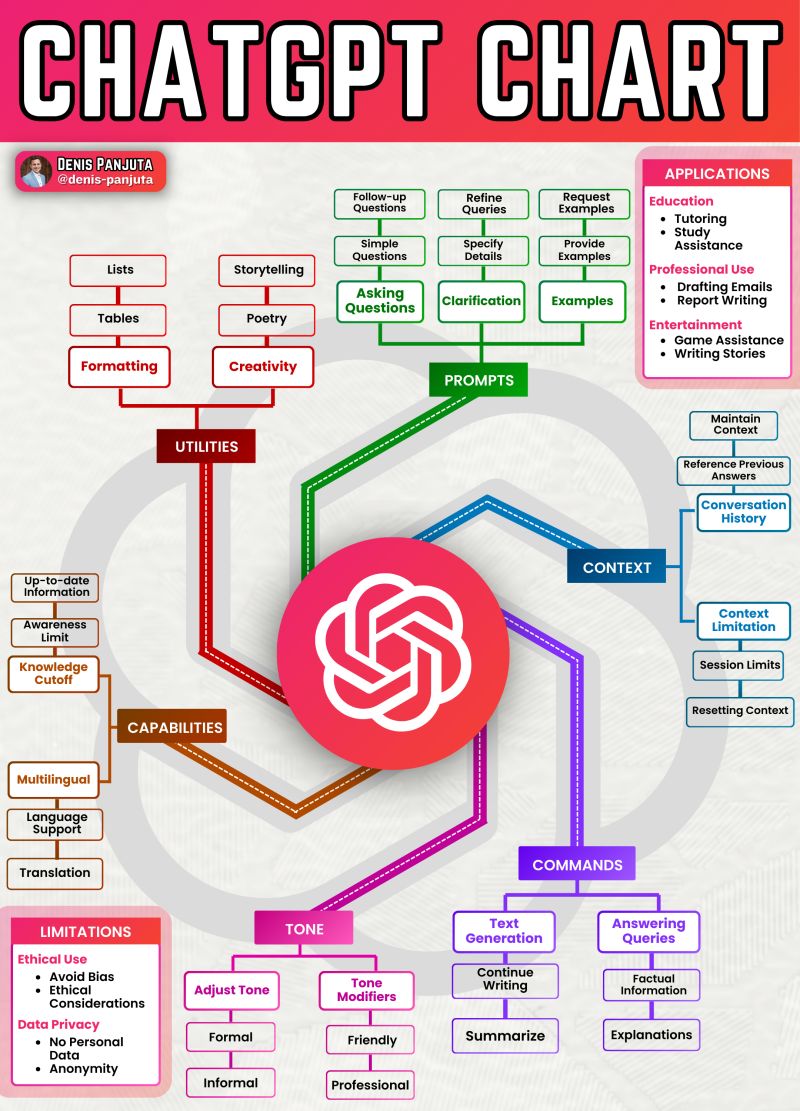 CHATGPT CHART
DENIS PANJUTA
@denis-panjuta
APPLICATIONS
Education
• Tutoring
• Study
Assistance
Professional Use
• Drafting Emails
• Report Writing
Entertainment
• Game Assistance
• Writing Stories
Follow-up
Questions
Simple
Questions
Asking
Questions
Refine
Queries
Specify
Details
Clarification
Request
Examples
Provide
Examples
Examples
PROMPTS
Lists
Tables
Formatting
Storytelling
Poetry
Creativity
UTILITIES
Maintain
Context
Reference Previous
Answers
Conversation
History
CONTEXT
Context
Limitation
Session Limits
Resetting Context
Up-to-date
Information
Awareness
Limit
Knowledge
Cutoff
CAPABILITIES
Multilingual
Language
Support
Translation
COMMANDS
Text
Generation
Continue
Writing
Summarize
Answering
Queries
Factual
Information
Explanations
TONE
Adjust Tone
Formal
Informal
Tone
Modifiers
Friendly
Professional
LIMITATIONS
Ethical Use
• Avoid Bias
• Ethical
Considerations
Data Privacy
• No Personal
Data
• Anonymity